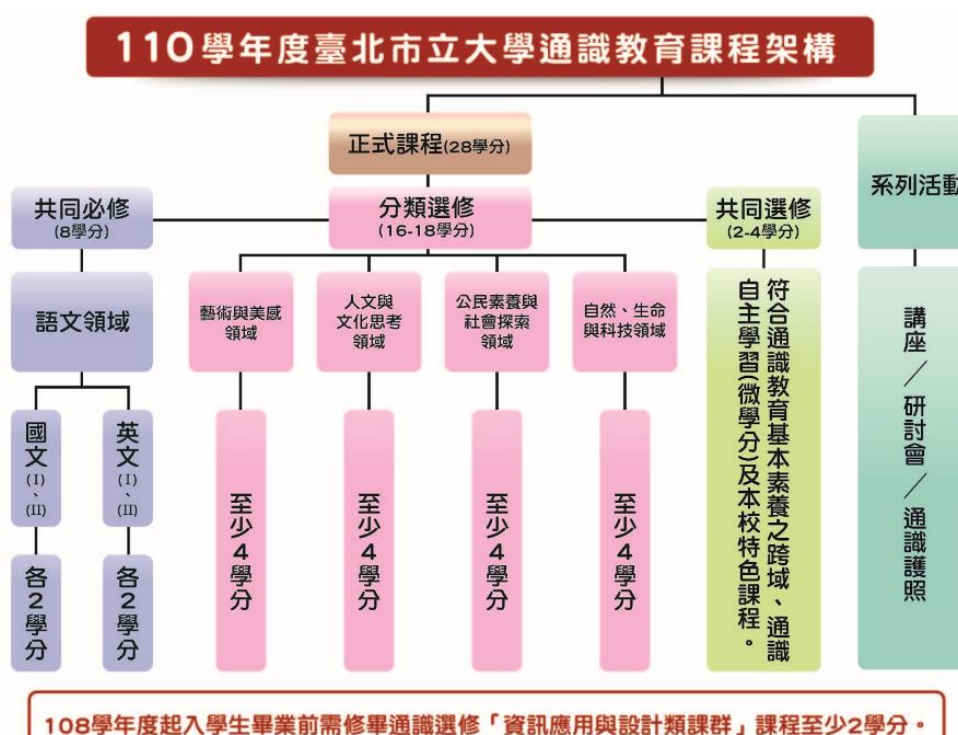 110學年度臺北市立大學通識教育課程架構
正式課程(28學分)
系列活動
共同必修
(8學分)
分類選修
(16-18學分)
共同選修
(2-4學分)
語文領域
藝術與美感
領域
人文與
文化思考
領域
公民素養與
社會探索
領域
自然、生命
與科技領域
符合通識教育基本素養之跨域、通識
自主學習(微學分)及本校特色課程。
講座／研討會／通識護照
國文(I)、(II)
英文(I)、(II)
各2學分
各2學分
至少4學分
至少4學分
至少4學分
至少4學分
108學年度起入學生畢業前需修畢通識選修「資訊應用與設計類課群」課程至少2學分。